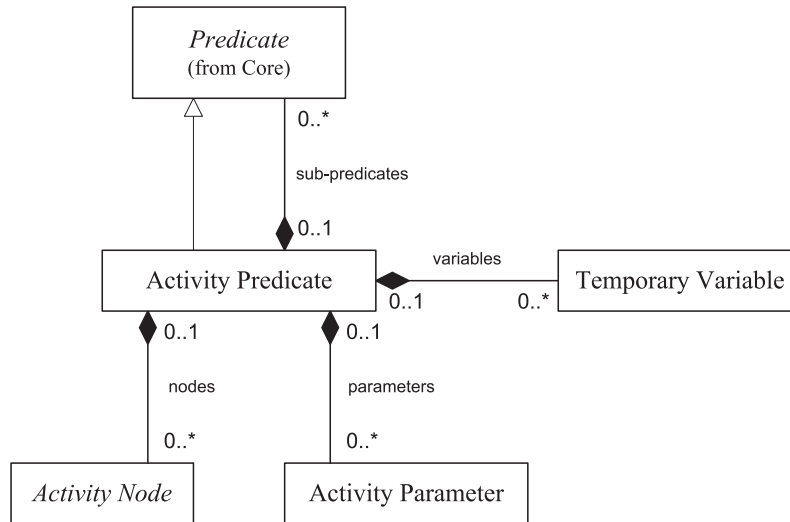 Predicate
(from Core)
0..*
sub-predicates
0..1
Activity Predicate
variables
0..1
0..*
Temporary Variable
0..1
0..1
nodes
parameters
0..*
0..*
Activity Node
Activity Parameter